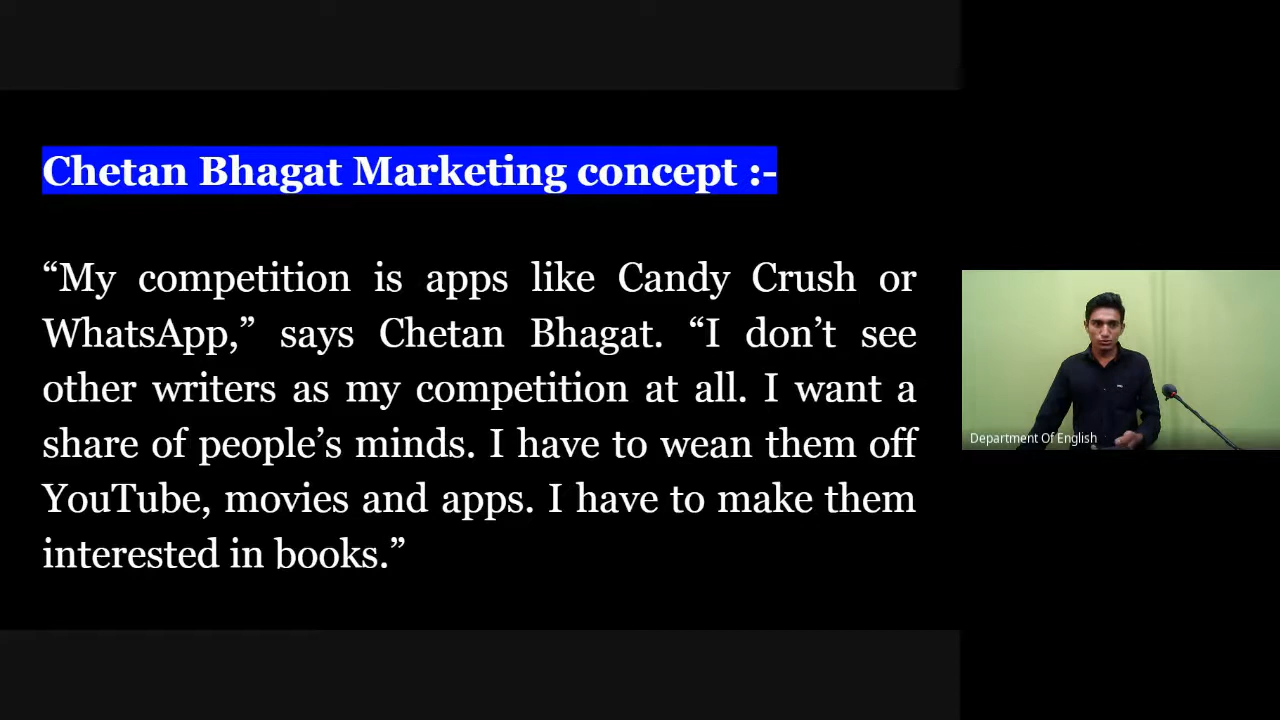 Chetan Bhagat Marketing concept :-
“My competition is apps like Candy Crush or
WhatsApp,” says Chetan Bhagat. “I don’t see
other writers as my competition at all. I want a
share of people’s minds. I have to wean them off
YouTube, movies and apps. I have to make them
interested in books.”
Department Of English